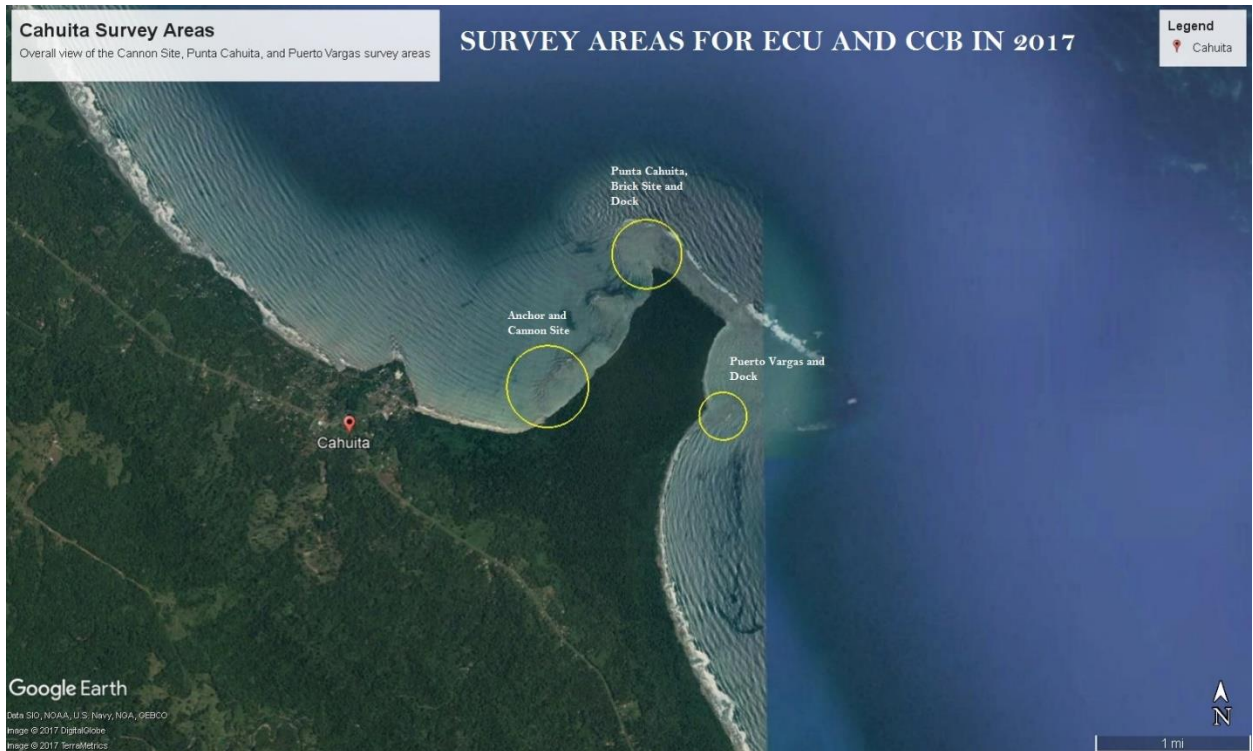 Cahuita Survey Areas
Overall view of the Cannon Site, Punta Cahuita, and Puerto Vargas survey areas
SURVEY AREAS FOR ECU AND CCB IN 2017
Legend
Cahuita
Punta Cahuita,
Brick Site and
Dock
Anchor and
Cannon Site
Puerto Vargas and
Dock
Cahuita
Google Earth
Data SIO, NOAA, U.S. Navy, NGA, GEBCO
Image © 2017 DigitalGlobe
Image © 2017 TerraMetrics
N
1 mi